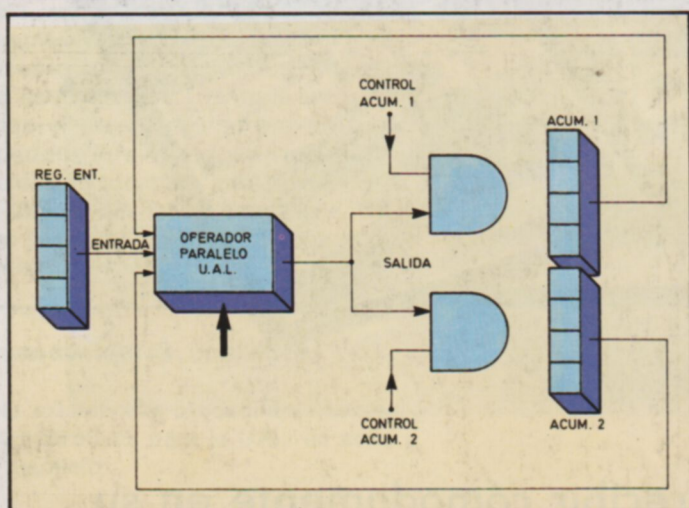 CONTROL
ACUM. 1
ACUM. 1
REG. ENT.
ENTRADA
OPERADOR
PARALELO
U.A.L.
SALIDA
CONTROL
ACUM. 2
ACUM. 2